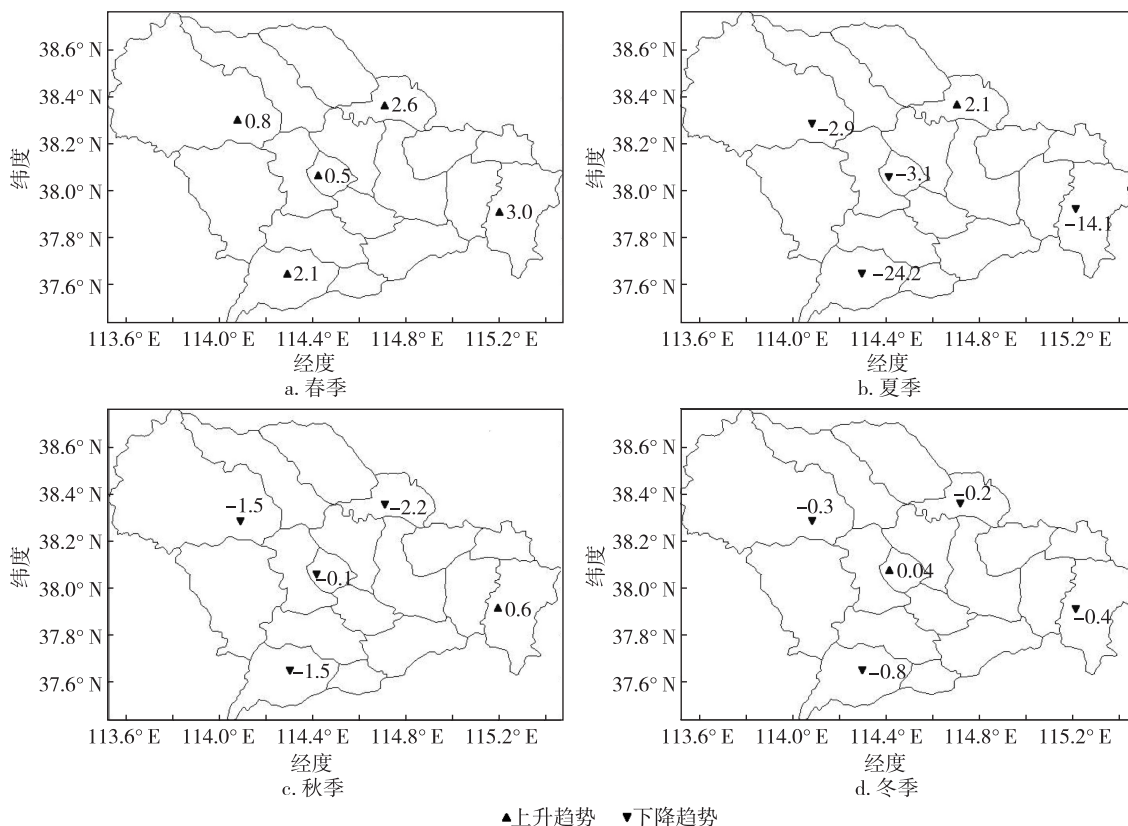 38.6° N
38.4° N
38.2° N
38.0° N
37.8° N
37.6° N
纬度
2.6
0.8
0.5
3.0
2.1
113.6° E 114.0° E 114.4° E 114.8° E 115.2° E
经度
a. 春季
38.6° N
38.4° N
38.2° N
38.0° N
37.8° N
37.6° N
纬度
2.1
-2.9
-3.1
-14.1
-24.2
113.6° E 114.0° E 114.4° E 114.8° E 115.2° E
经度
b. 夏季
38.6° N
38.4° N
38.2° N
38.0° N
37.8° N
37.6° N
纬度
-1.5
-2.2
-0.1
0.6
-1.5
113.6° E 114.0° E 114.4° E 114.8° E 115.2° E
经度
c. 秋季
38.6° N
38.4° N
38.2° N
38.0° N
37.8° N
37.6° N
纬度
-0.2
-0.3
0.04
-0.4
-0.8
113.6° E 114.0° E 114.4° E 114.8° E 115.2° E
经度
d. 冬季
▲上升趋势 ▼下降趋势